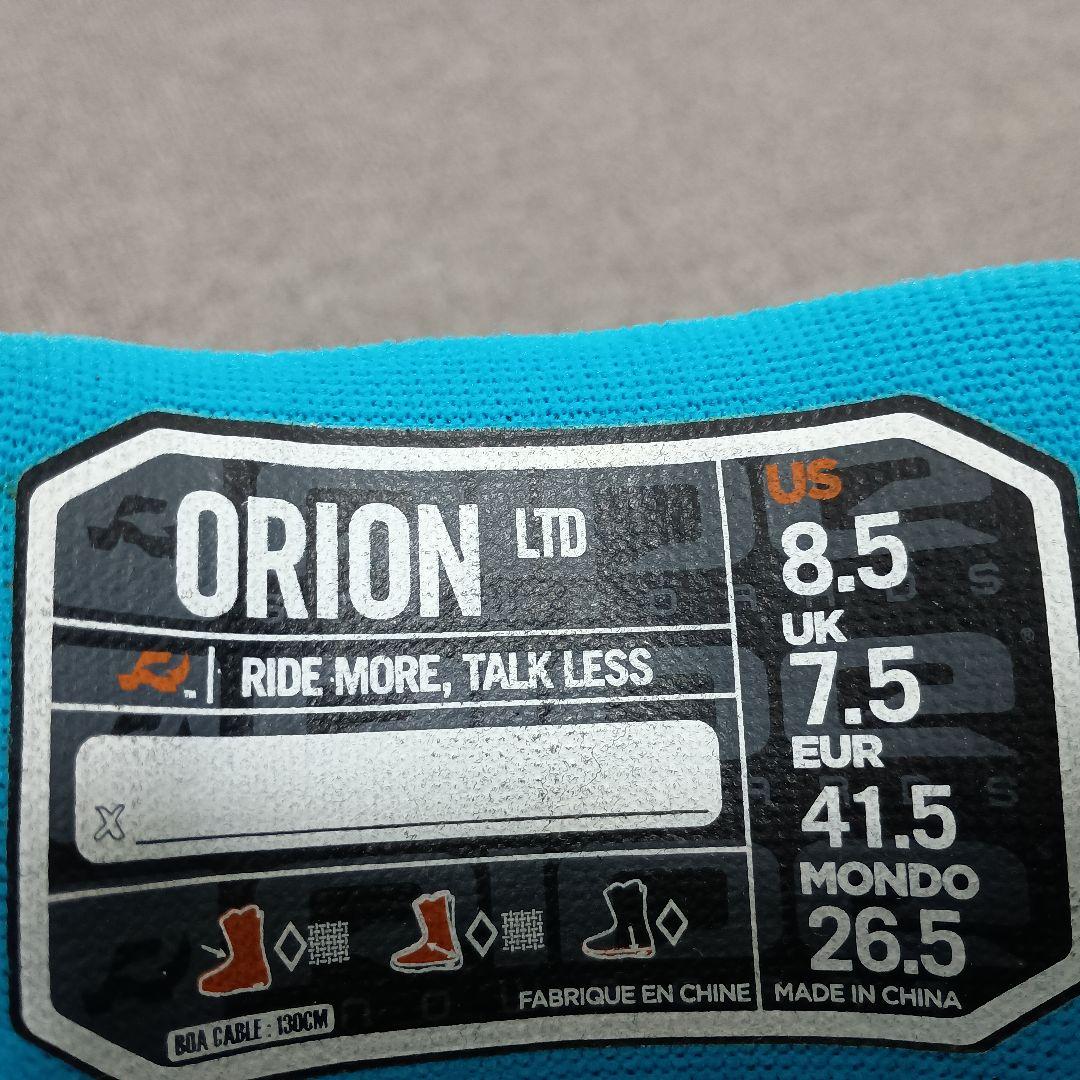 ORION LTD
RIDE MORE, TALK LESS
X
BOA CABLE : 130CM
FABRIQUE EN CHINE
US
8.5
UK
7.5
EUR
41.5
MONDO
26.5
MADE IN CHINA